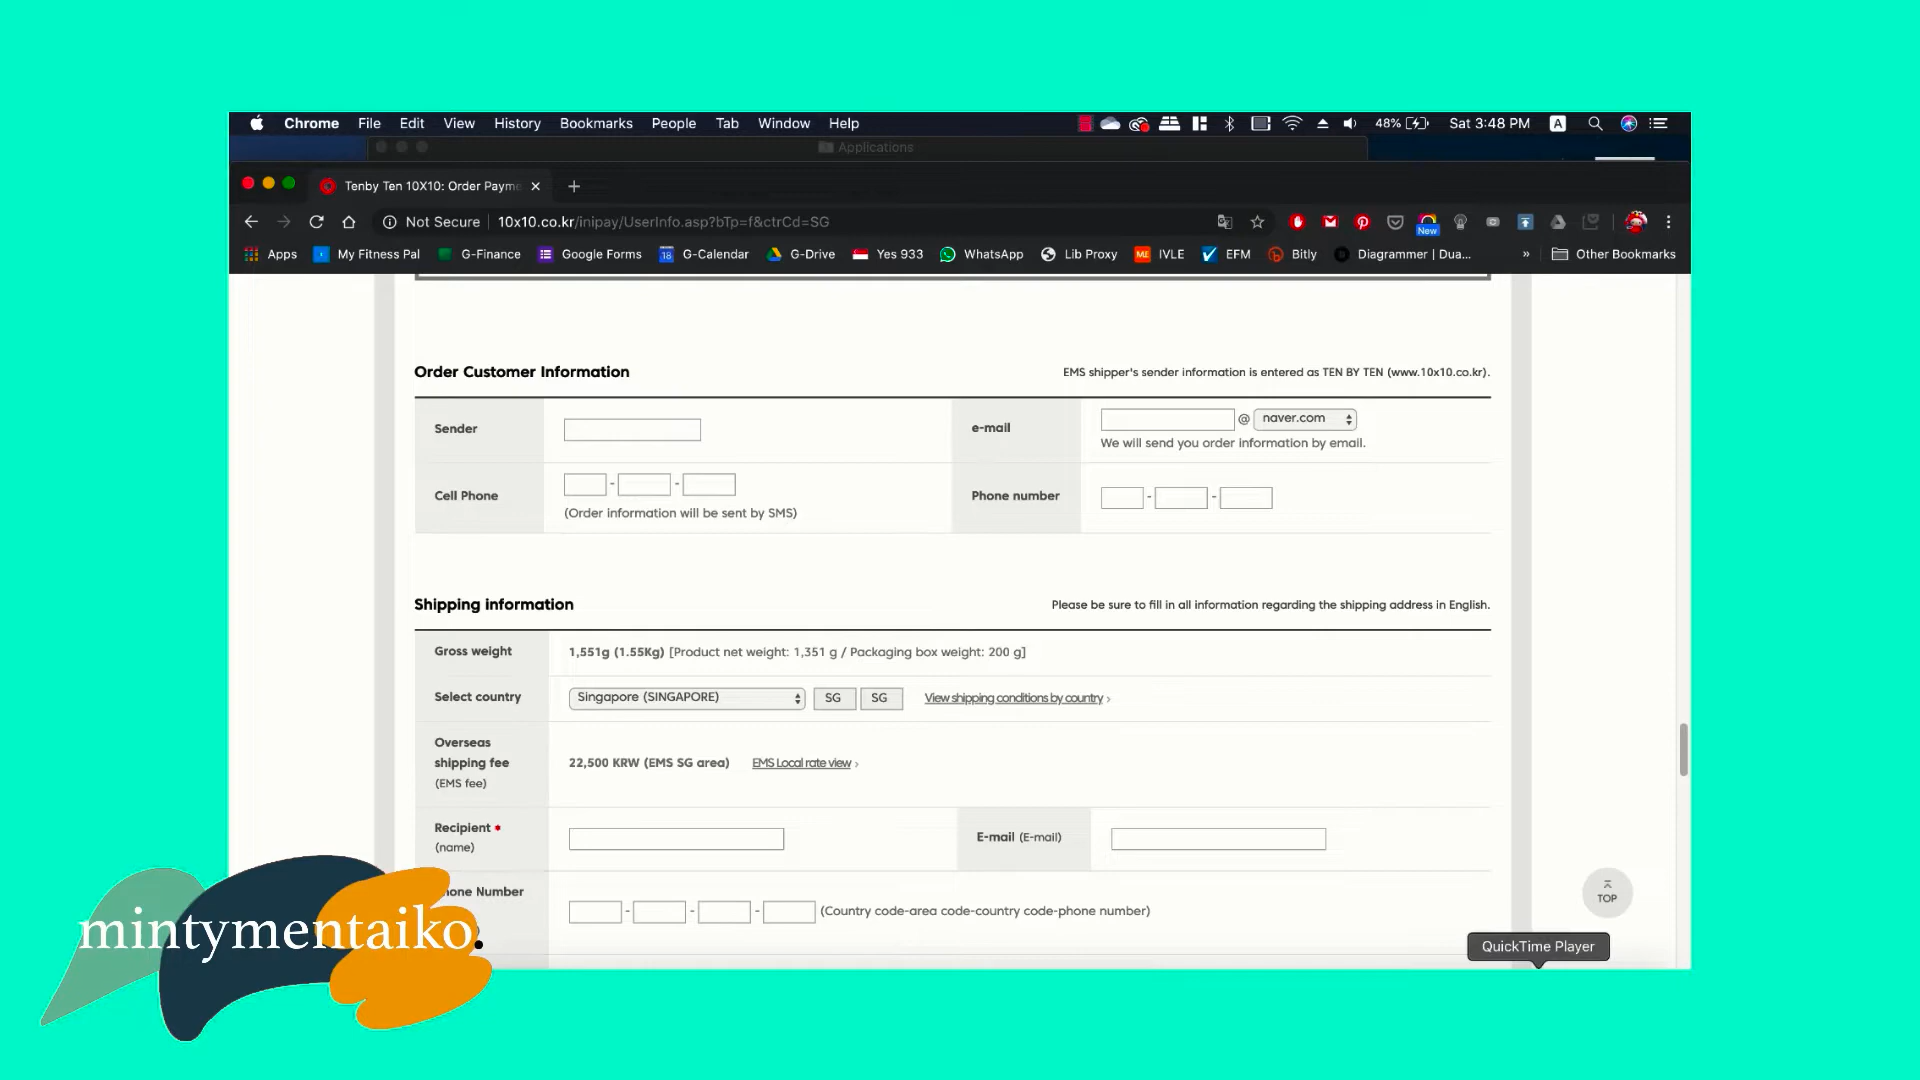 Chrome File Edit View History Bookmarks People Tab Window Help 48% Sat 3:48 PM A
Applications
Tenby Ten 10X10: Order Payme
Not Secure 10x10.co.kr/inipay/UserInfo.asp?bTp=f&ctrCd=SG New
Apps My Fitness Pal G-Finance Google Forms 18 G-Calendar G-Drive Yes 933 WhatsApp Lib Proxy ME IVLE EFM Bitly Diagrammer | Dua... » Other Bookmarks
Order Customer Information EMS shipper's sender information is entered as TEN BY TEN (www.10x10.co.kr).
Sender e-mail @ naver.com
We will send you order information by email.
Cell Phone - - Phone number - -
(Order information will be sent by SMS)
Shipping information Please be sure to fill in all information regarding the shipping address in English.
Gross weight 1,551g (1.55Kg) [Product net weight: 1,351 g / Packaging box weight: 200 g]
Select country Singapore (SINGAPORE) SG SG View shipping conditions by country >
Overseas
shipping fee 22,500 KRW (EMS SG area) EMS Local rate view >
(EMS fee)
Recipient * E-mail (E-mail)
(name)
hone Number
- - - (Country code-area code-country code-phone number)
TOP
QuickTime Player
mintymentaiko.